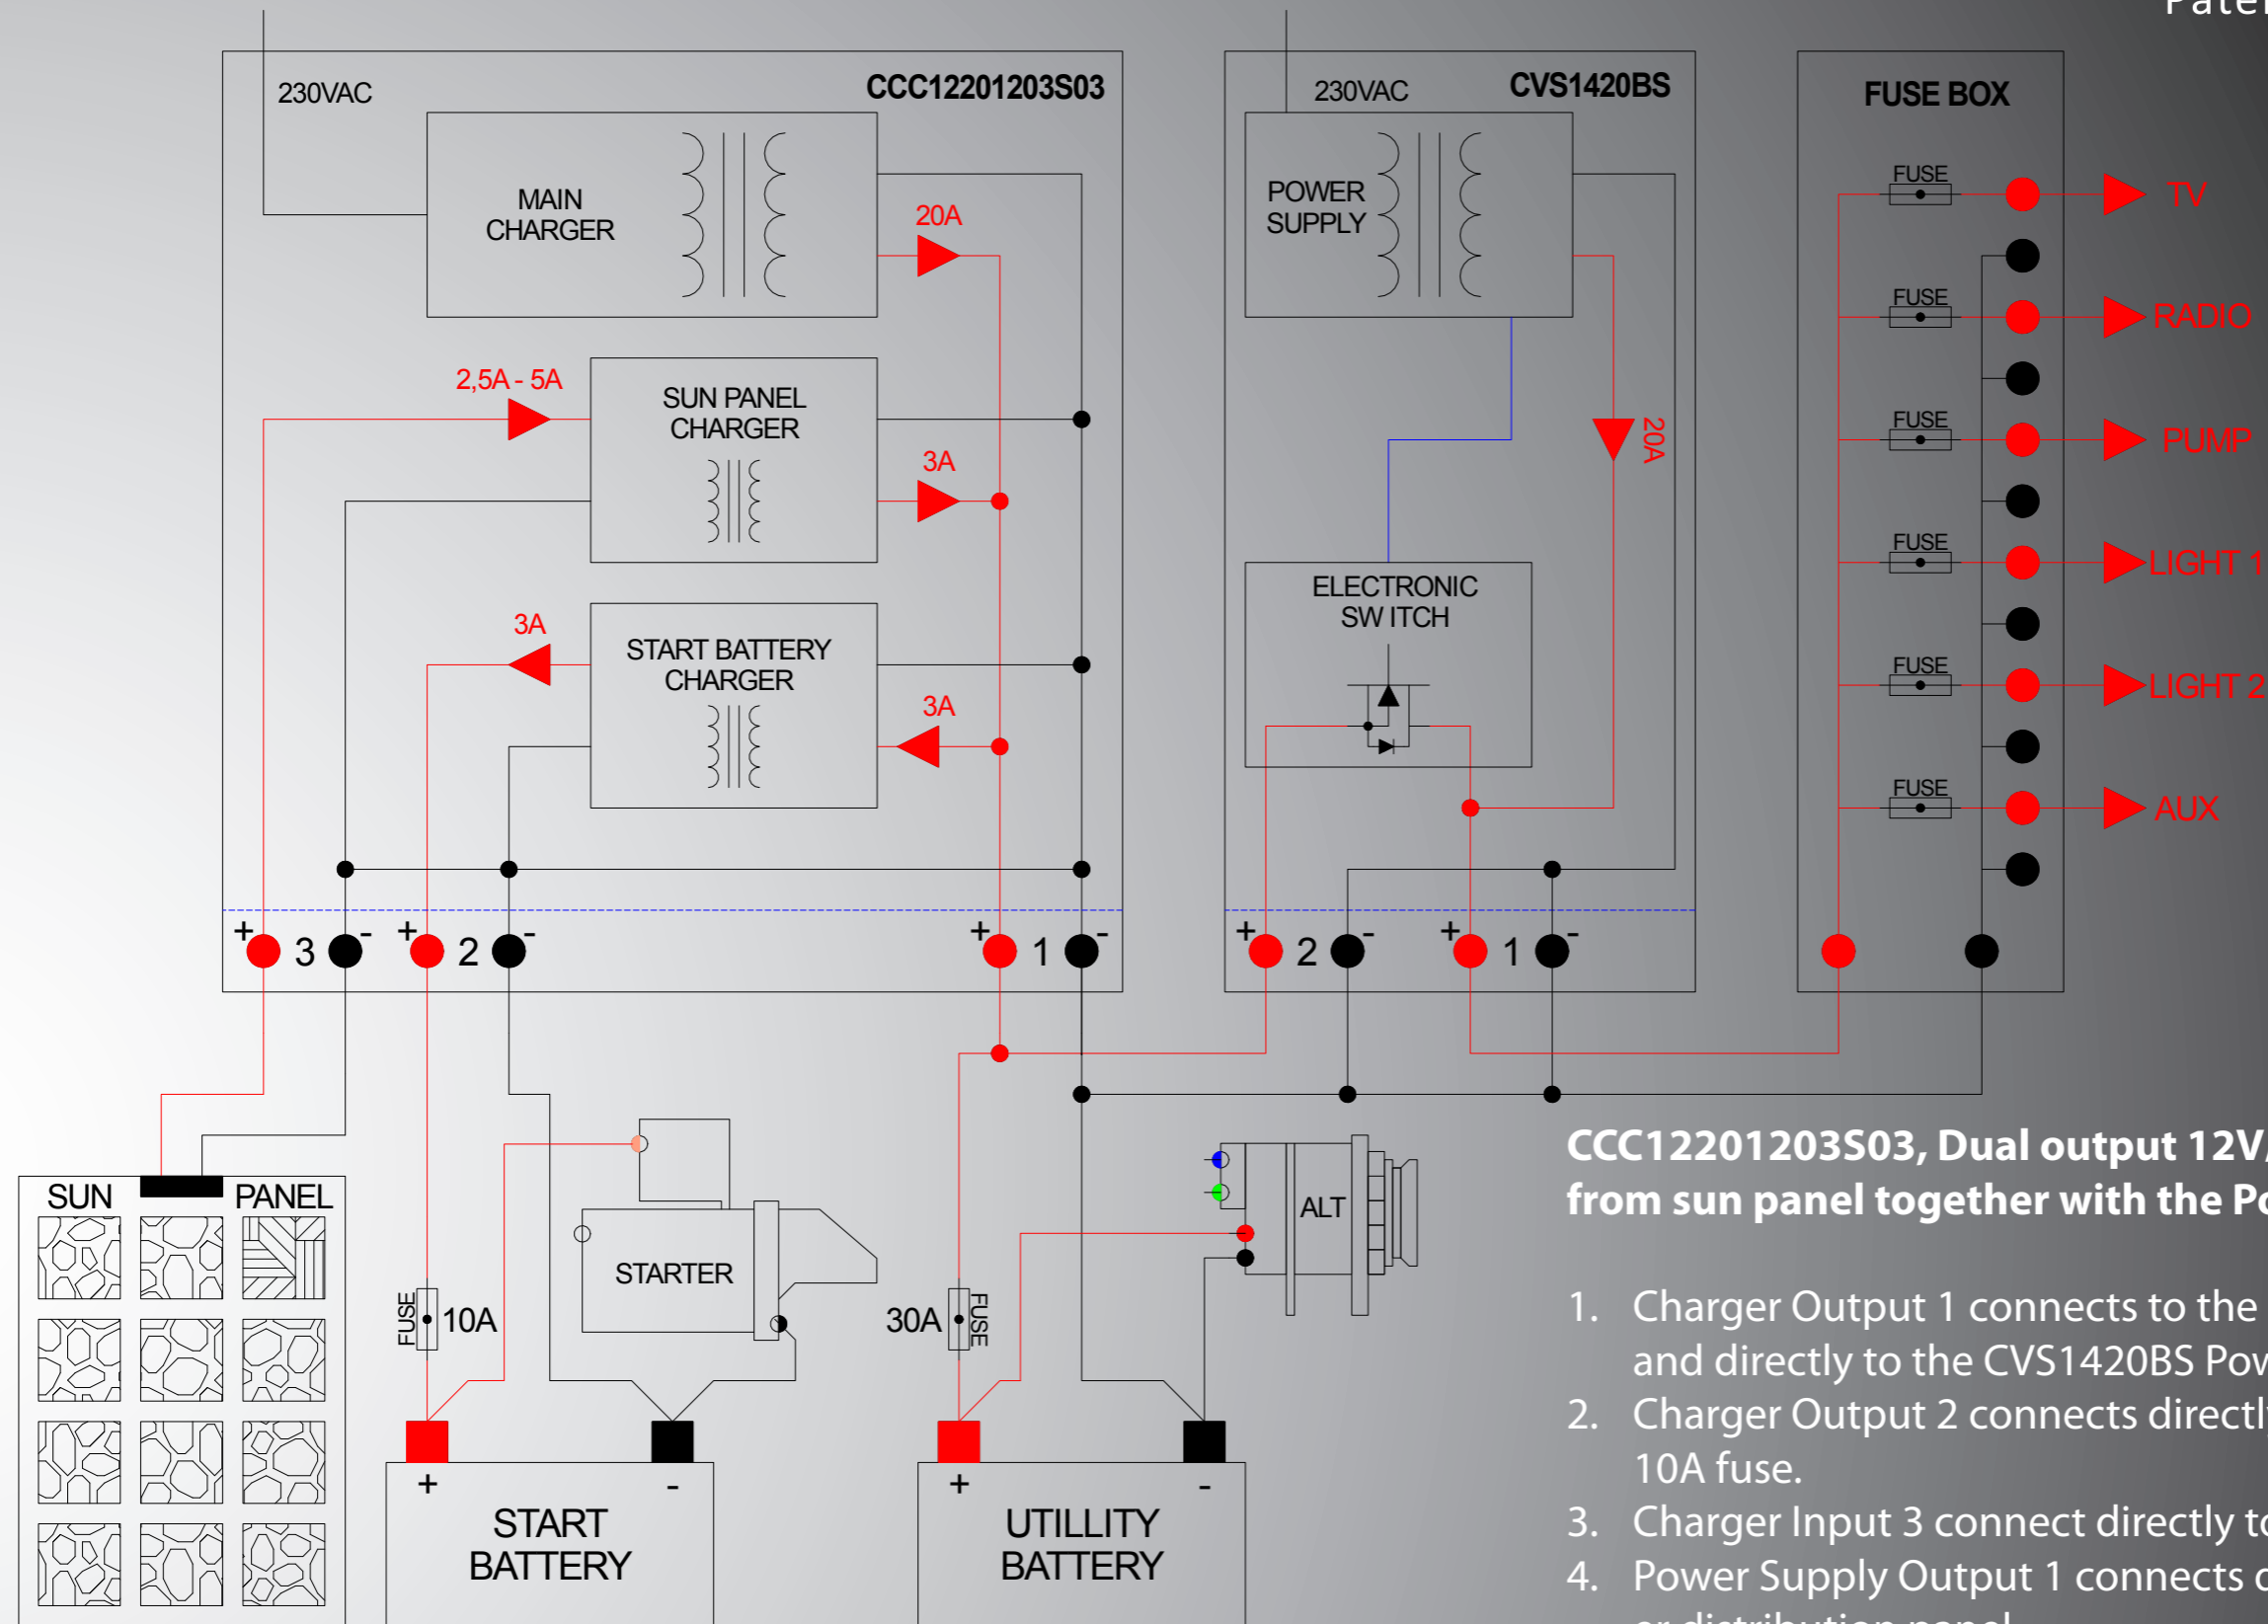 230VAC
CCC12201203S03
MAIN
CHARGER
20A
2,5A - 5A
SUN PANEL
CHARGER
3A
3A
START BATTERY
CHARGER
3A
+ 3 -
+ 2 -
+ 1 -
230VAC
CVS1420BS
POWER
SUPPLY
20A
ELECTRONIC
SW ITCH
+ 2 -
+ 1 -
FUSE BOX
FUSE
TV
FUSE
RADIO
FUSE
PUMP
FUSE
LIGHT 1
FUSE
LIGHT 2
FUSE
AUX
SUN PANEL
FUSE
10A
STARTER
30A
FUSE
ALT
+ -
START
BATTERY
+ -
UTILLITY
BATTERY
CCC12201203S03, Dual output 12V
from sun panel together with the
1. Charger Output 1 connects to the
and directly to the CVS1420BS
2. Charger Output 2 connects
10A fuse.
3. Charger Input 3 connect directly
4. Power Supply Output 1 connects
or distribution panel